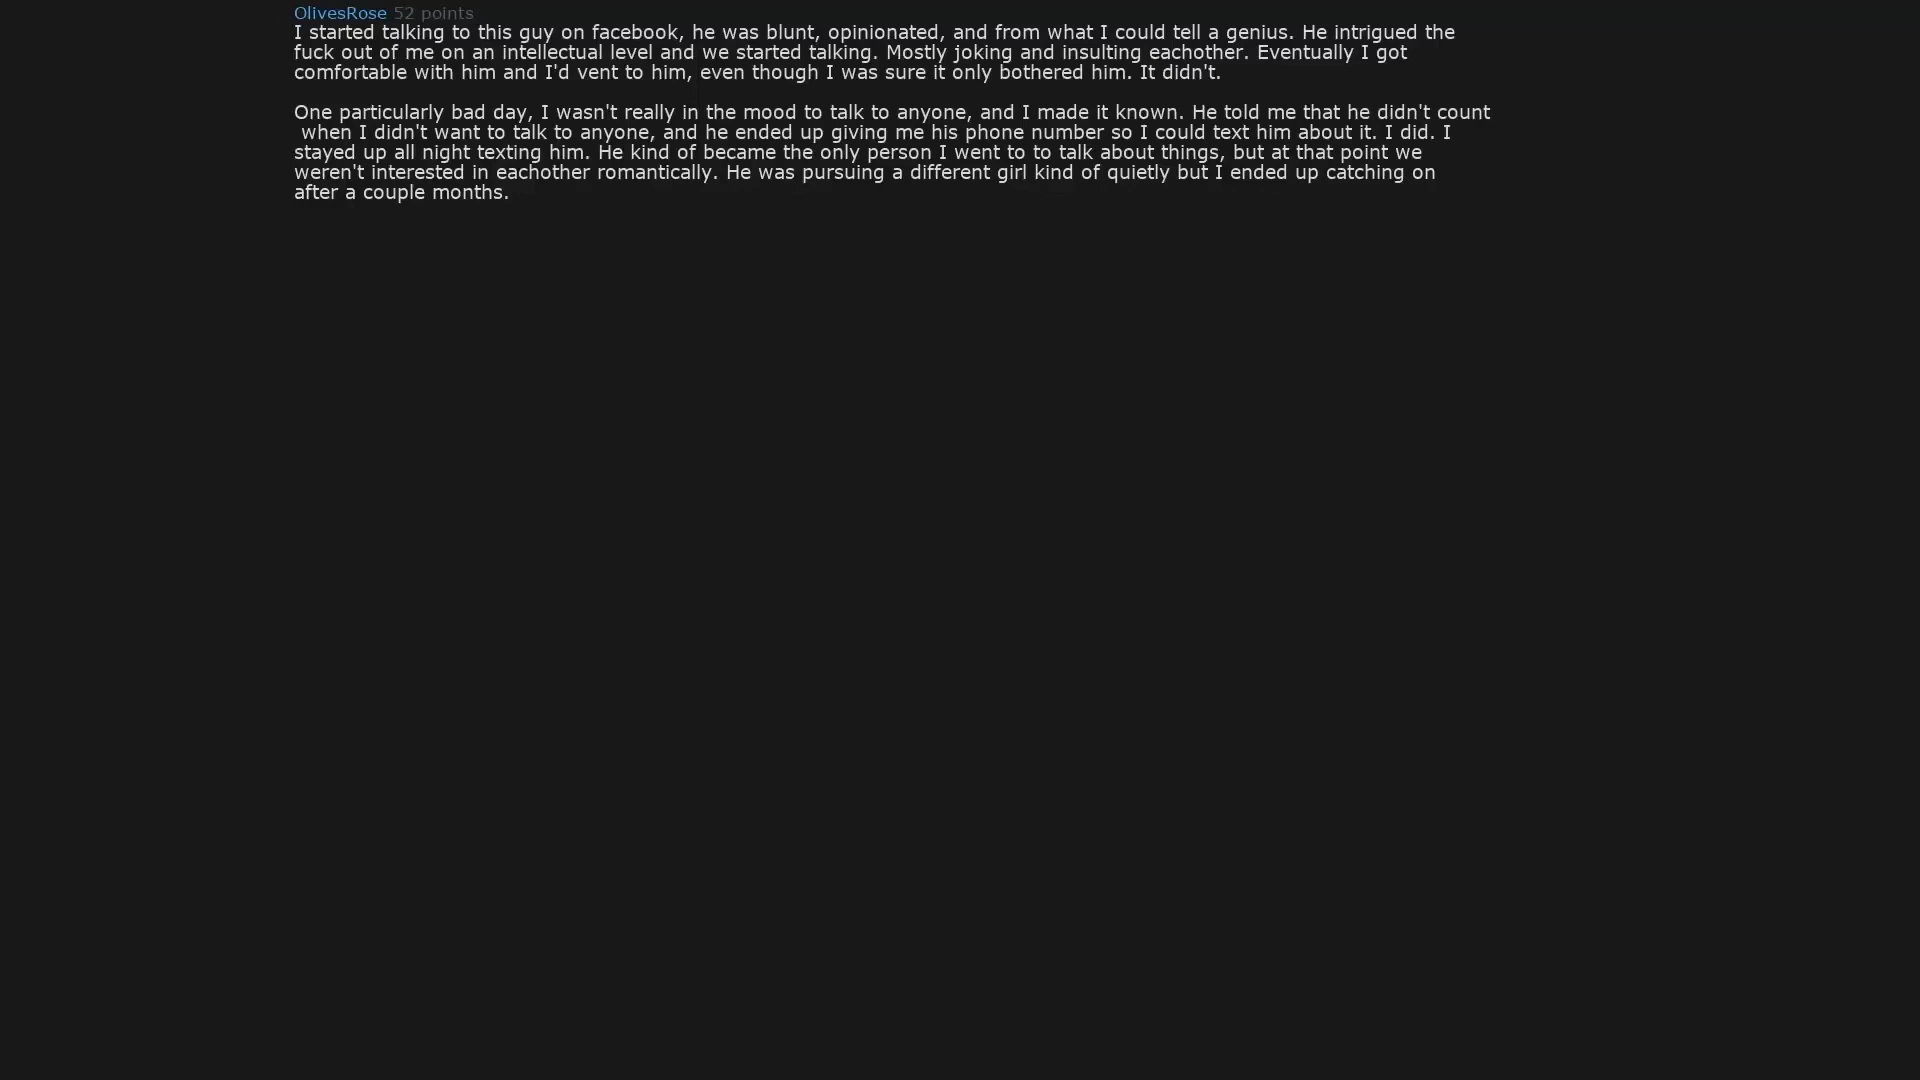 OlivesRose 52 points
I started talking to this guy on facebook, he was blunt, opinionated, and from what I could tell a genius. He intrigued the
fuck out of me on an intellectual level and we started talking. Mostly joking and insulting eachother. Eventually I got
comfortable with him and I'd vent to him, even though I was sure it only bothered him. It didn't.
One particularly bad day, I wasn't really in the mood to talk to anyone, and I made it known. He told me that he didn't count
when I didn't want to talk to anyone, and he ended up giving me his phone number so I could text him about it. I did. I
stayed up all night texting him. He kind of became the only person I went to to talk about things, but at that point we
weren't interested in eachother romantically. He was pursuing a different girl kind of quietly but I ended up catching on
after a couple months.